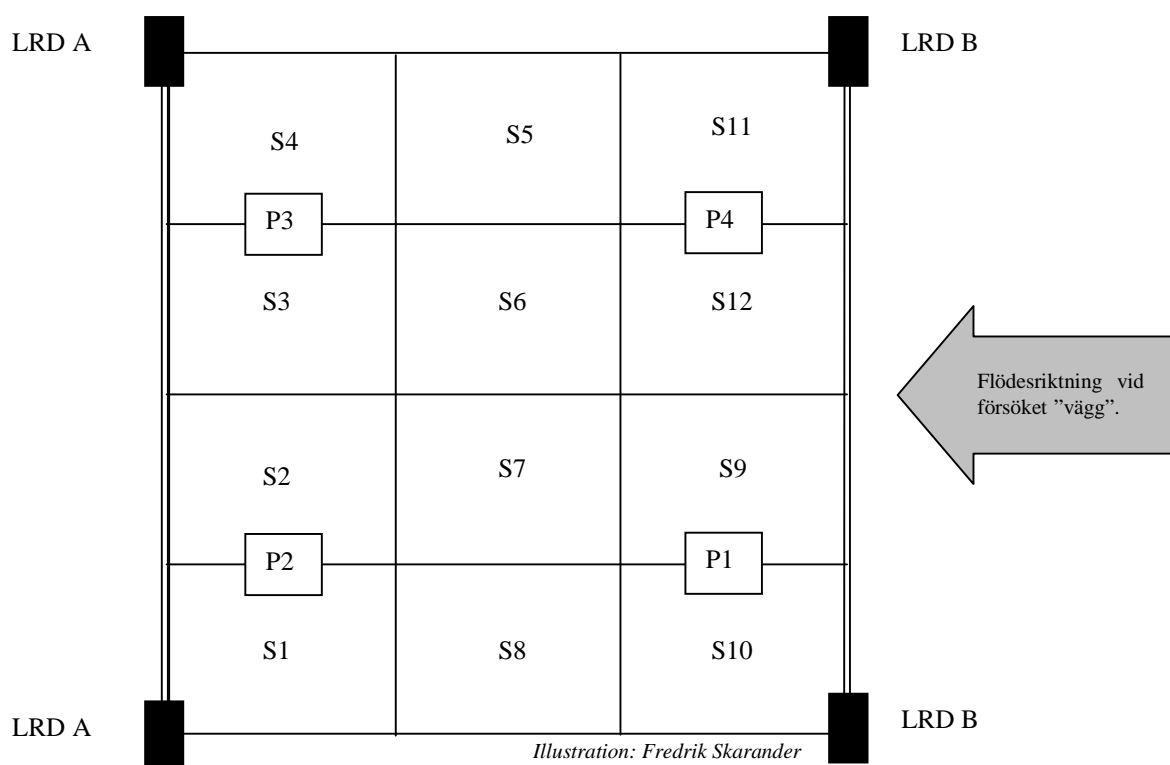 LRD A
LRD B
S4
S5
S11
P3
P4
S3
S6
S12
Flödesriktning vid
försöket ”vägg”.
S2
S7
S9
P2
P1
S1
S8
S10
LRD A
LRD B
Illustration: Fredrik Skarander